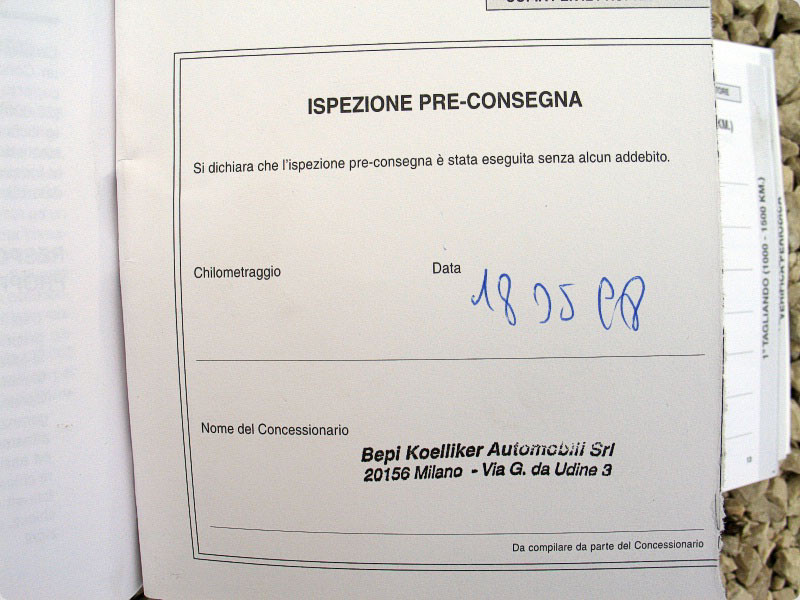 ISPEZIONE PRE-CONSEGNA
Si dichiara che l'ispezione pre-consegna è stata eseguita senza alcun addebito.
Chilometraggio
Data 18 05 08
Nome del Concessionario
Bepi Koelliker Automobili Srl
20156 Milano - Via G. da Udine 3
Da compilare da parte del Concessionario
KM.)
1° TAGLIANDO (1000 - 1500 KM.)
VERIFICA PERIODICA